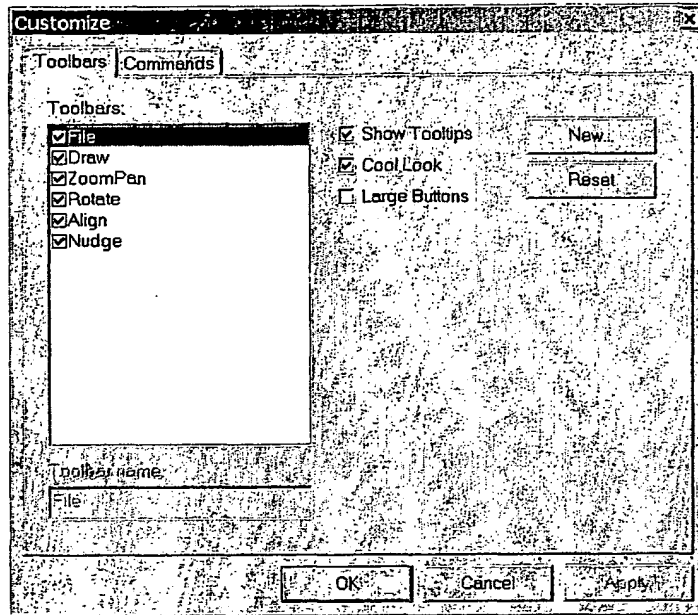 Customize
Toolbars Commands
Toolbars:
File
Draw
ZoomPan
Rotate
Align
Nudge
Show Tooltips
Cool Look
Large Buttons
New...
Reset
Toolbar name:
File
OK
Cancel
Apply